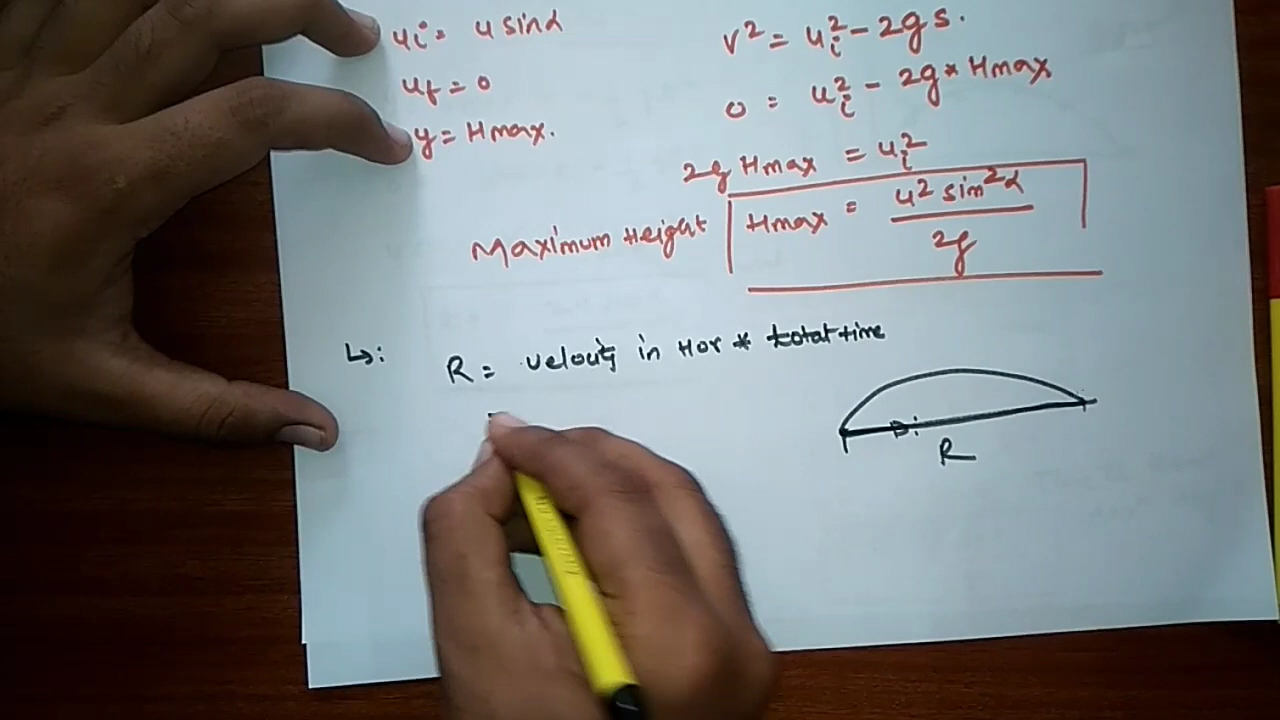 ui = u sinα
uf = 0
y = Hmax.
v² = ui² - 2gs.
0 = ui² - 2g * Hmax
2g Hmax = ui²
Maximum Height Hmax = u² sin²α / 2g
↳: R = velocity in Hor * total time
R